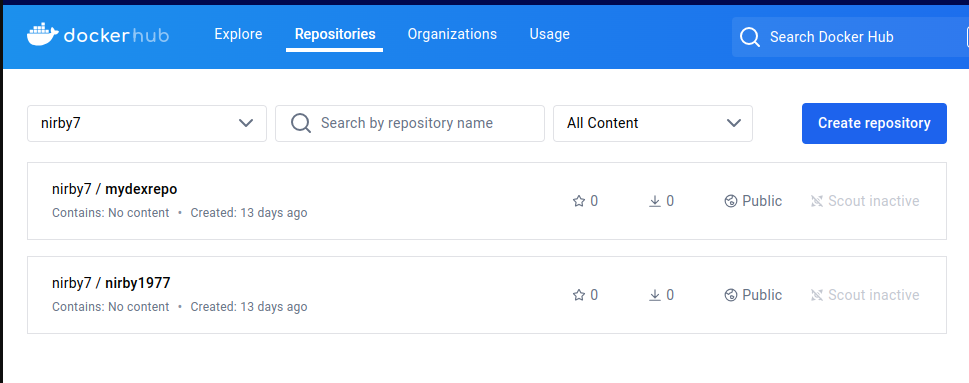 dockerhub Explore Repositories Organizations Usage Search Docker Hub
nirby7 Search by repository name All Content Create repository
nirby7 / mydexrepo
Contains: No content • Created: 13 days ago
0 0 Public Scout inactive
nirby7 / nirby1977
Contains: No content • Created: 13 days ago
0 0 Public Scout inactive